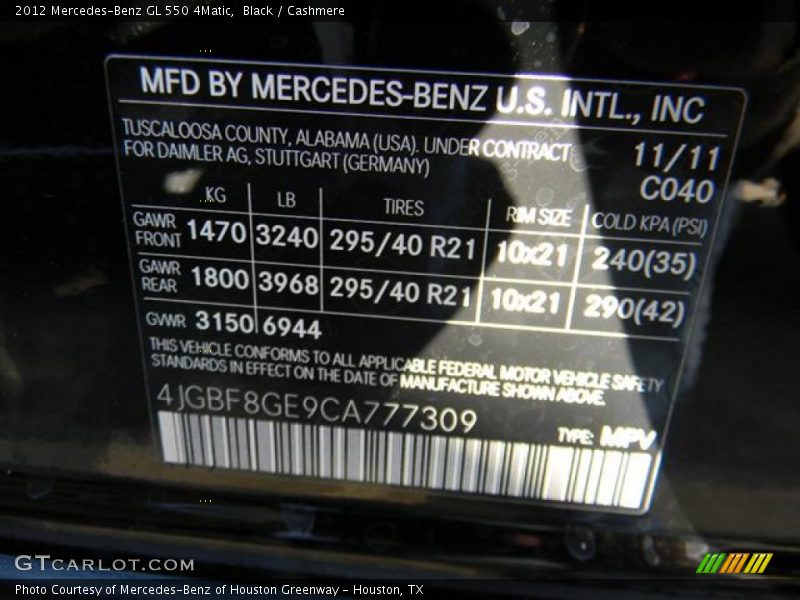 2012 Mercedes-Benz GL 550 4Matic,  Black / Cashmere
MFD BY MERCEDES-BENZ U.S. INTL., INC
TUSCALOOSA COUNTY, ALABAMA (USA). UNDER CONTRACT 11/11
FOR DAIMLER AG, STUTTGART (GERMANY) C040
KG LB TIRES RIM SIZE COLD KPA (PSI)
GAWR FRONT 1470 3240 295/40 R21 10x21 240(35)
GAWR REAR 1800 3968 295/40 R21 10x21 290(42)
GVWR 3150 6944
THIS VEHICLE CONFORMS TO ALL APPLICABLE FEDERAL MOTOR VEHICLE SAFETY
STANDARDS IN EFFECT ON THE DATE OF MANUFACTURE SHOWN ABOVE.
4JGBF8GE9CA777309
TYPE: MPV
GTCARLOT.COM
Photo Courtesy of Mercedes-Benz of Houston Greenway - Houston, TX